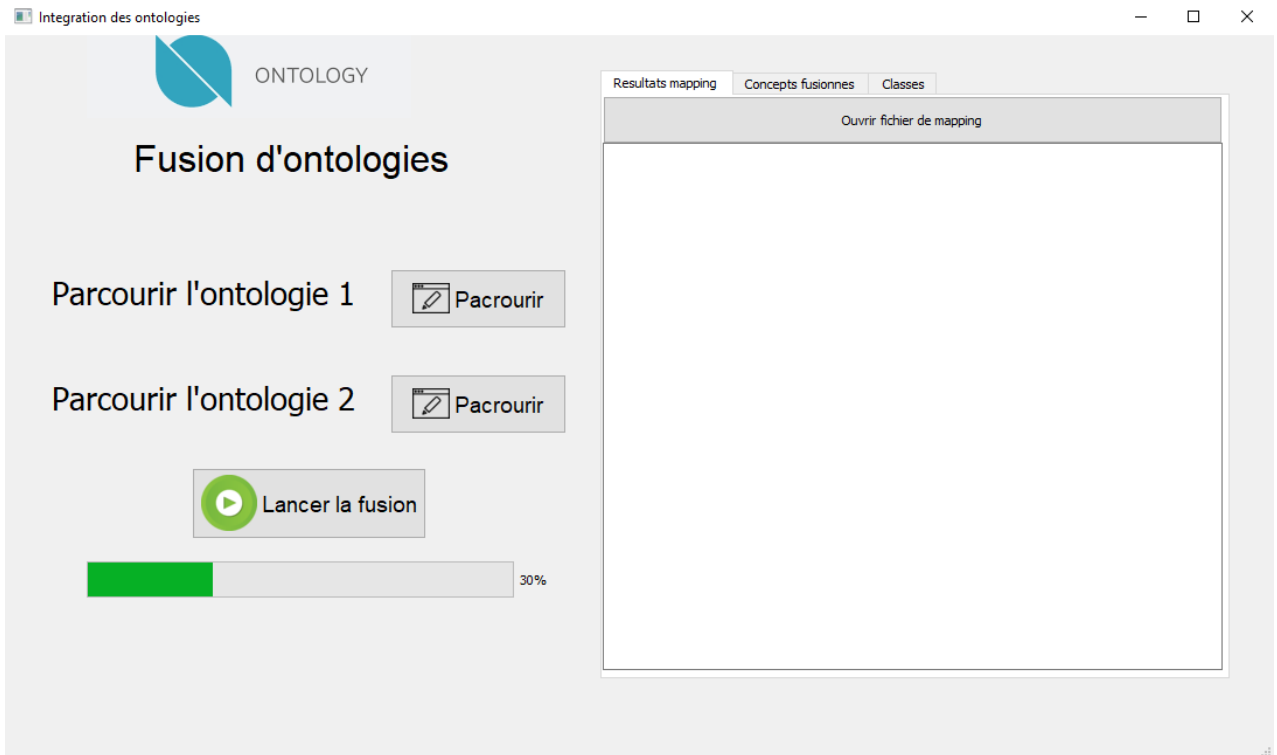 Integration des ontologies
ONTOLOGY
Fusion d'ontologies
Parcourir l'ontologie 1
Pacrourir
Parcourir l'ontologie 2
Pacrourir
Lancer la fusion
30%
Resultats mapping Concepts fusionnes Classes
Ouvrir fichier de mapping